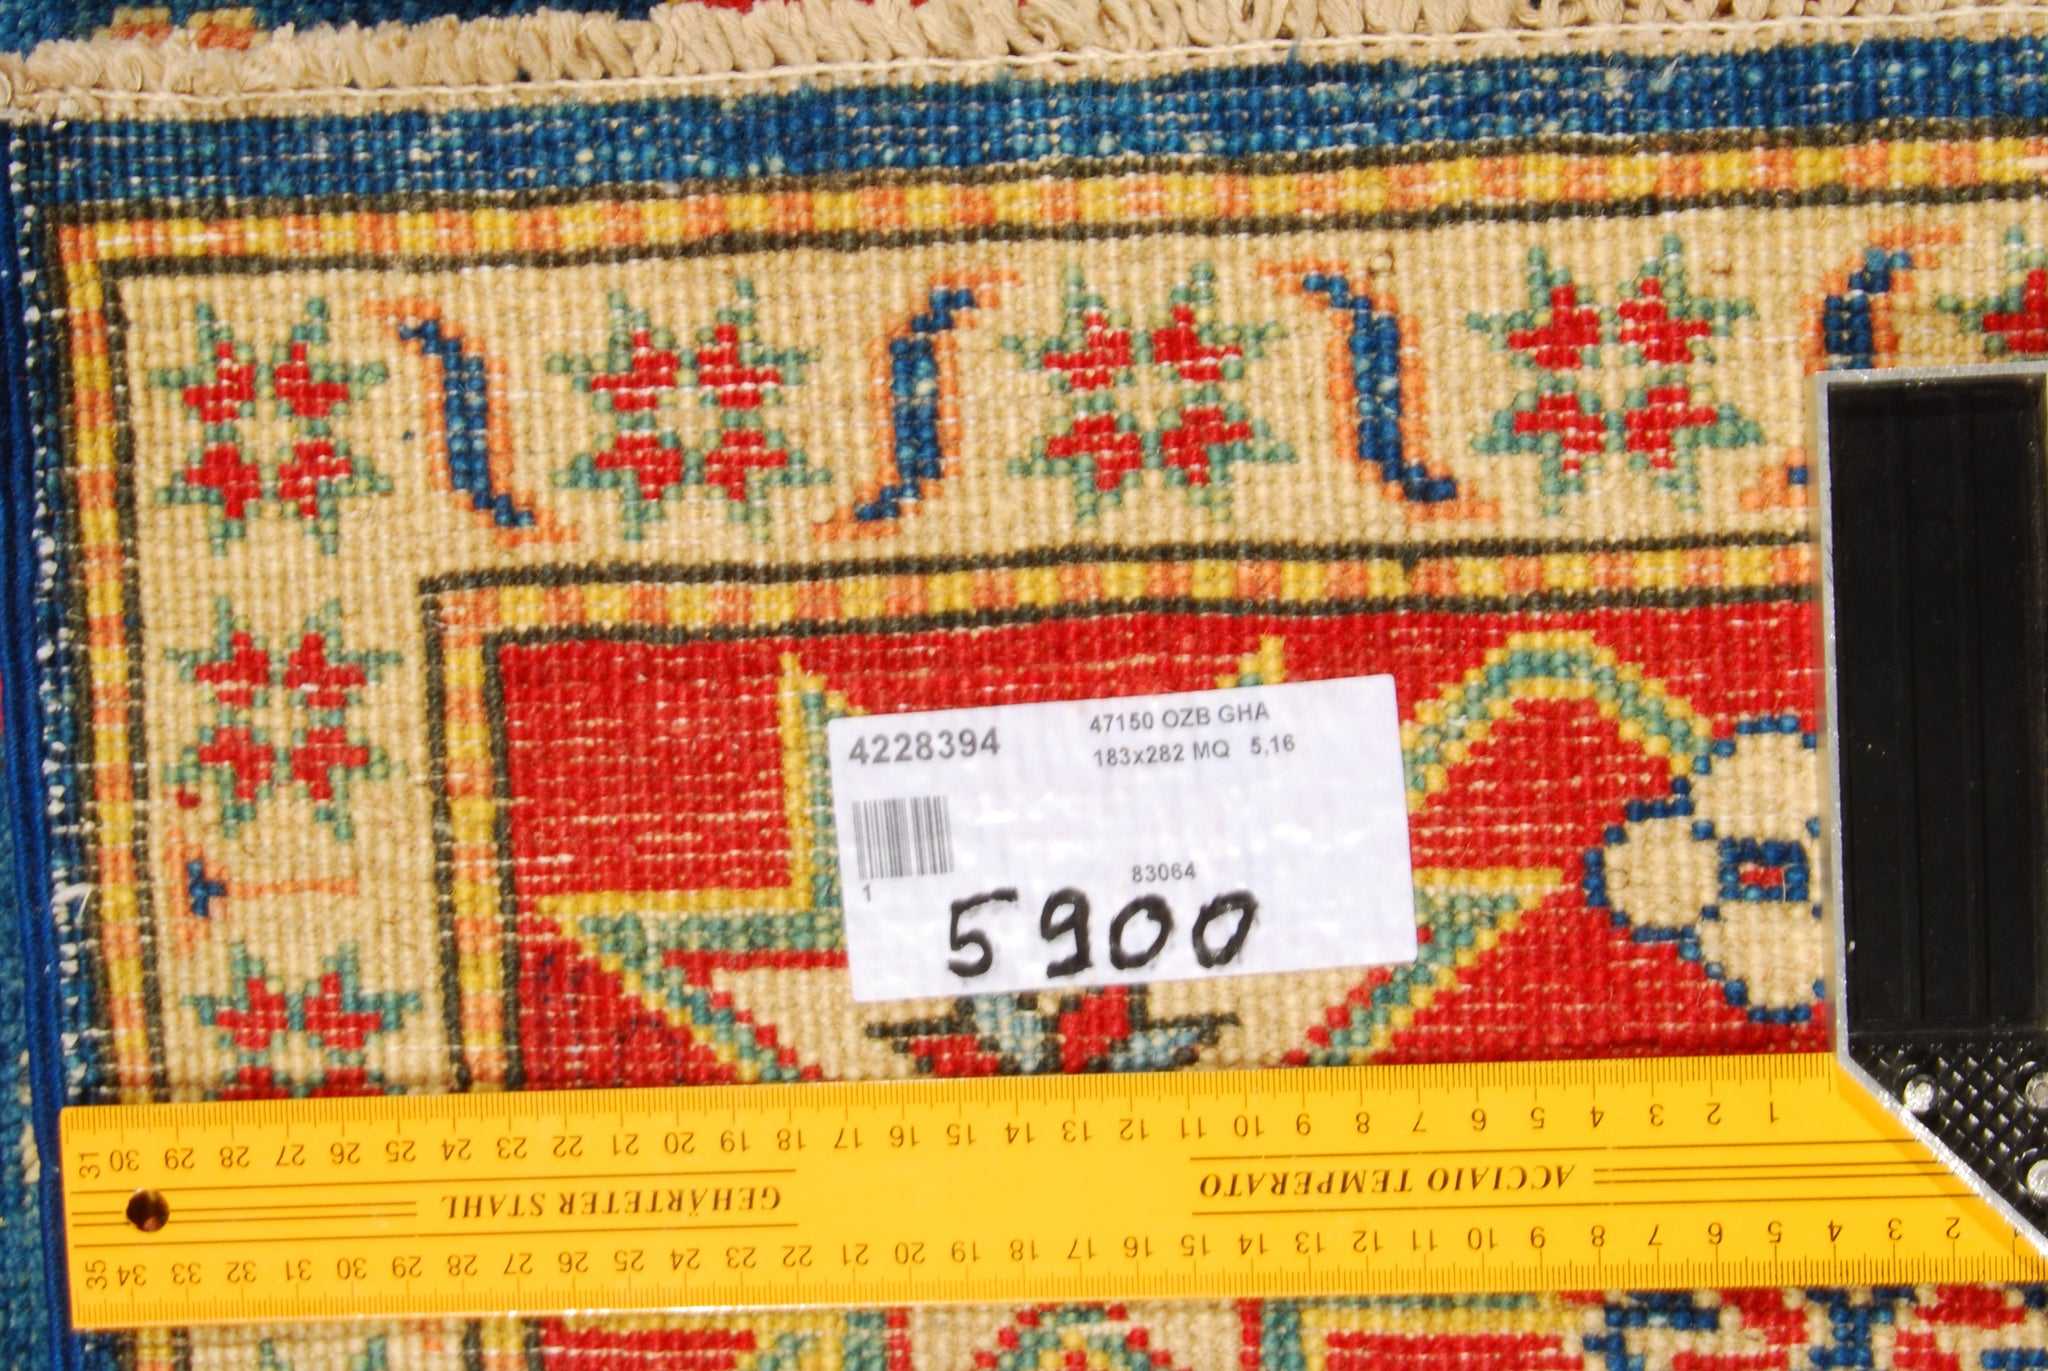 4228394
47150 OZB GHA
183x282 MQ 5,16
1
83064
5900
31 30 29 28 27 26 25 24 23 22 21 20 19 18 17 16 15 14 13 12 11 10 9 8 7 6 5 4 3 2 1
GEHÄRTETER STAHL
ACCIAIO TEMPERATO
35 34 33 32 31 30 29 28 27 26 25 24 23 22 21 20 19 18 17 16 15 14 13 12 11 10 9 8 7 6 5 4 3 2 1